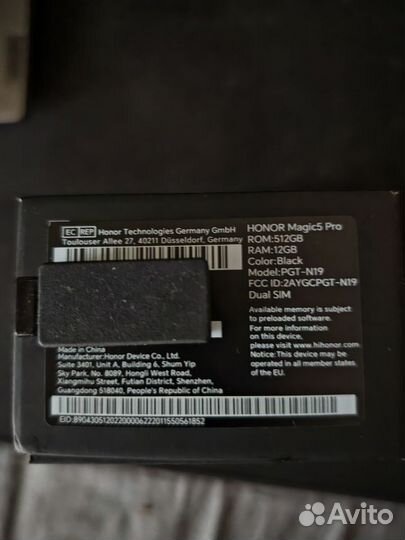 EC REP Honor Technologies Germany GmbH
Toulouser Allee 27, 40211 Düsseldorf, Germany
Made in China
Manufacturer:Honor Device Co., Ltd.
Suite 3401, Unit A, Building 6, Shum Yip
Sky Park, No. 8089, Hongli West Road,
Xiangmihu Street, Futian District, Shenzhen,
Guangdong 518040, People's Republic of China
HONOR Magic5 Pro
ROM:512GB
RAM:12GB
Color:Black
Model:PGT-N19
FCC ID:2AYGCPGT-N19
Dual SIM
Available memory is subject
to preloaded software.
For more information
on this device,
please visit www.hihonor.com.
Notice:This device may be
operated in all member states
of the EU.
EID:89043051202200006222011550561852
Avito